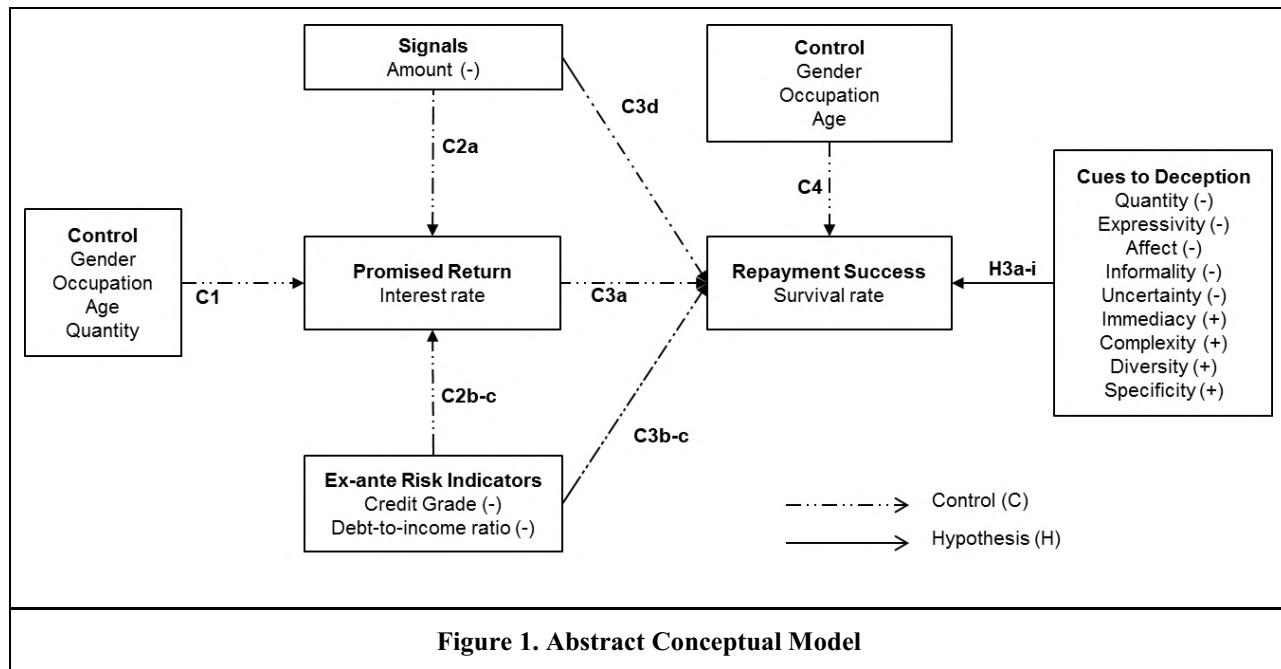 Signals
Amount (-)
Control
Gender
Occupation
Age
C3d
C2a
C4
Cues to Deception
Quantity (-)
Expressivity (-)
Affect (-)
Informality (-)
Uncertainty (-)
Immediacy (+)
Complexity (+)
Diversity (+)
Specificity (+)
Control
Gender
Occupation
Age
Quantity
C1
Promised Return
Interest rate
C3a
Repayment Success
Survival rate
H3a-i
C2b-c
C3b-c
Ex-ante Risk Indicators
Credit Grade (-)
Debt-to-income ratio (-)
Control (C)
Hypothesis (H)
Figure 1. Abstract Conceptual Model